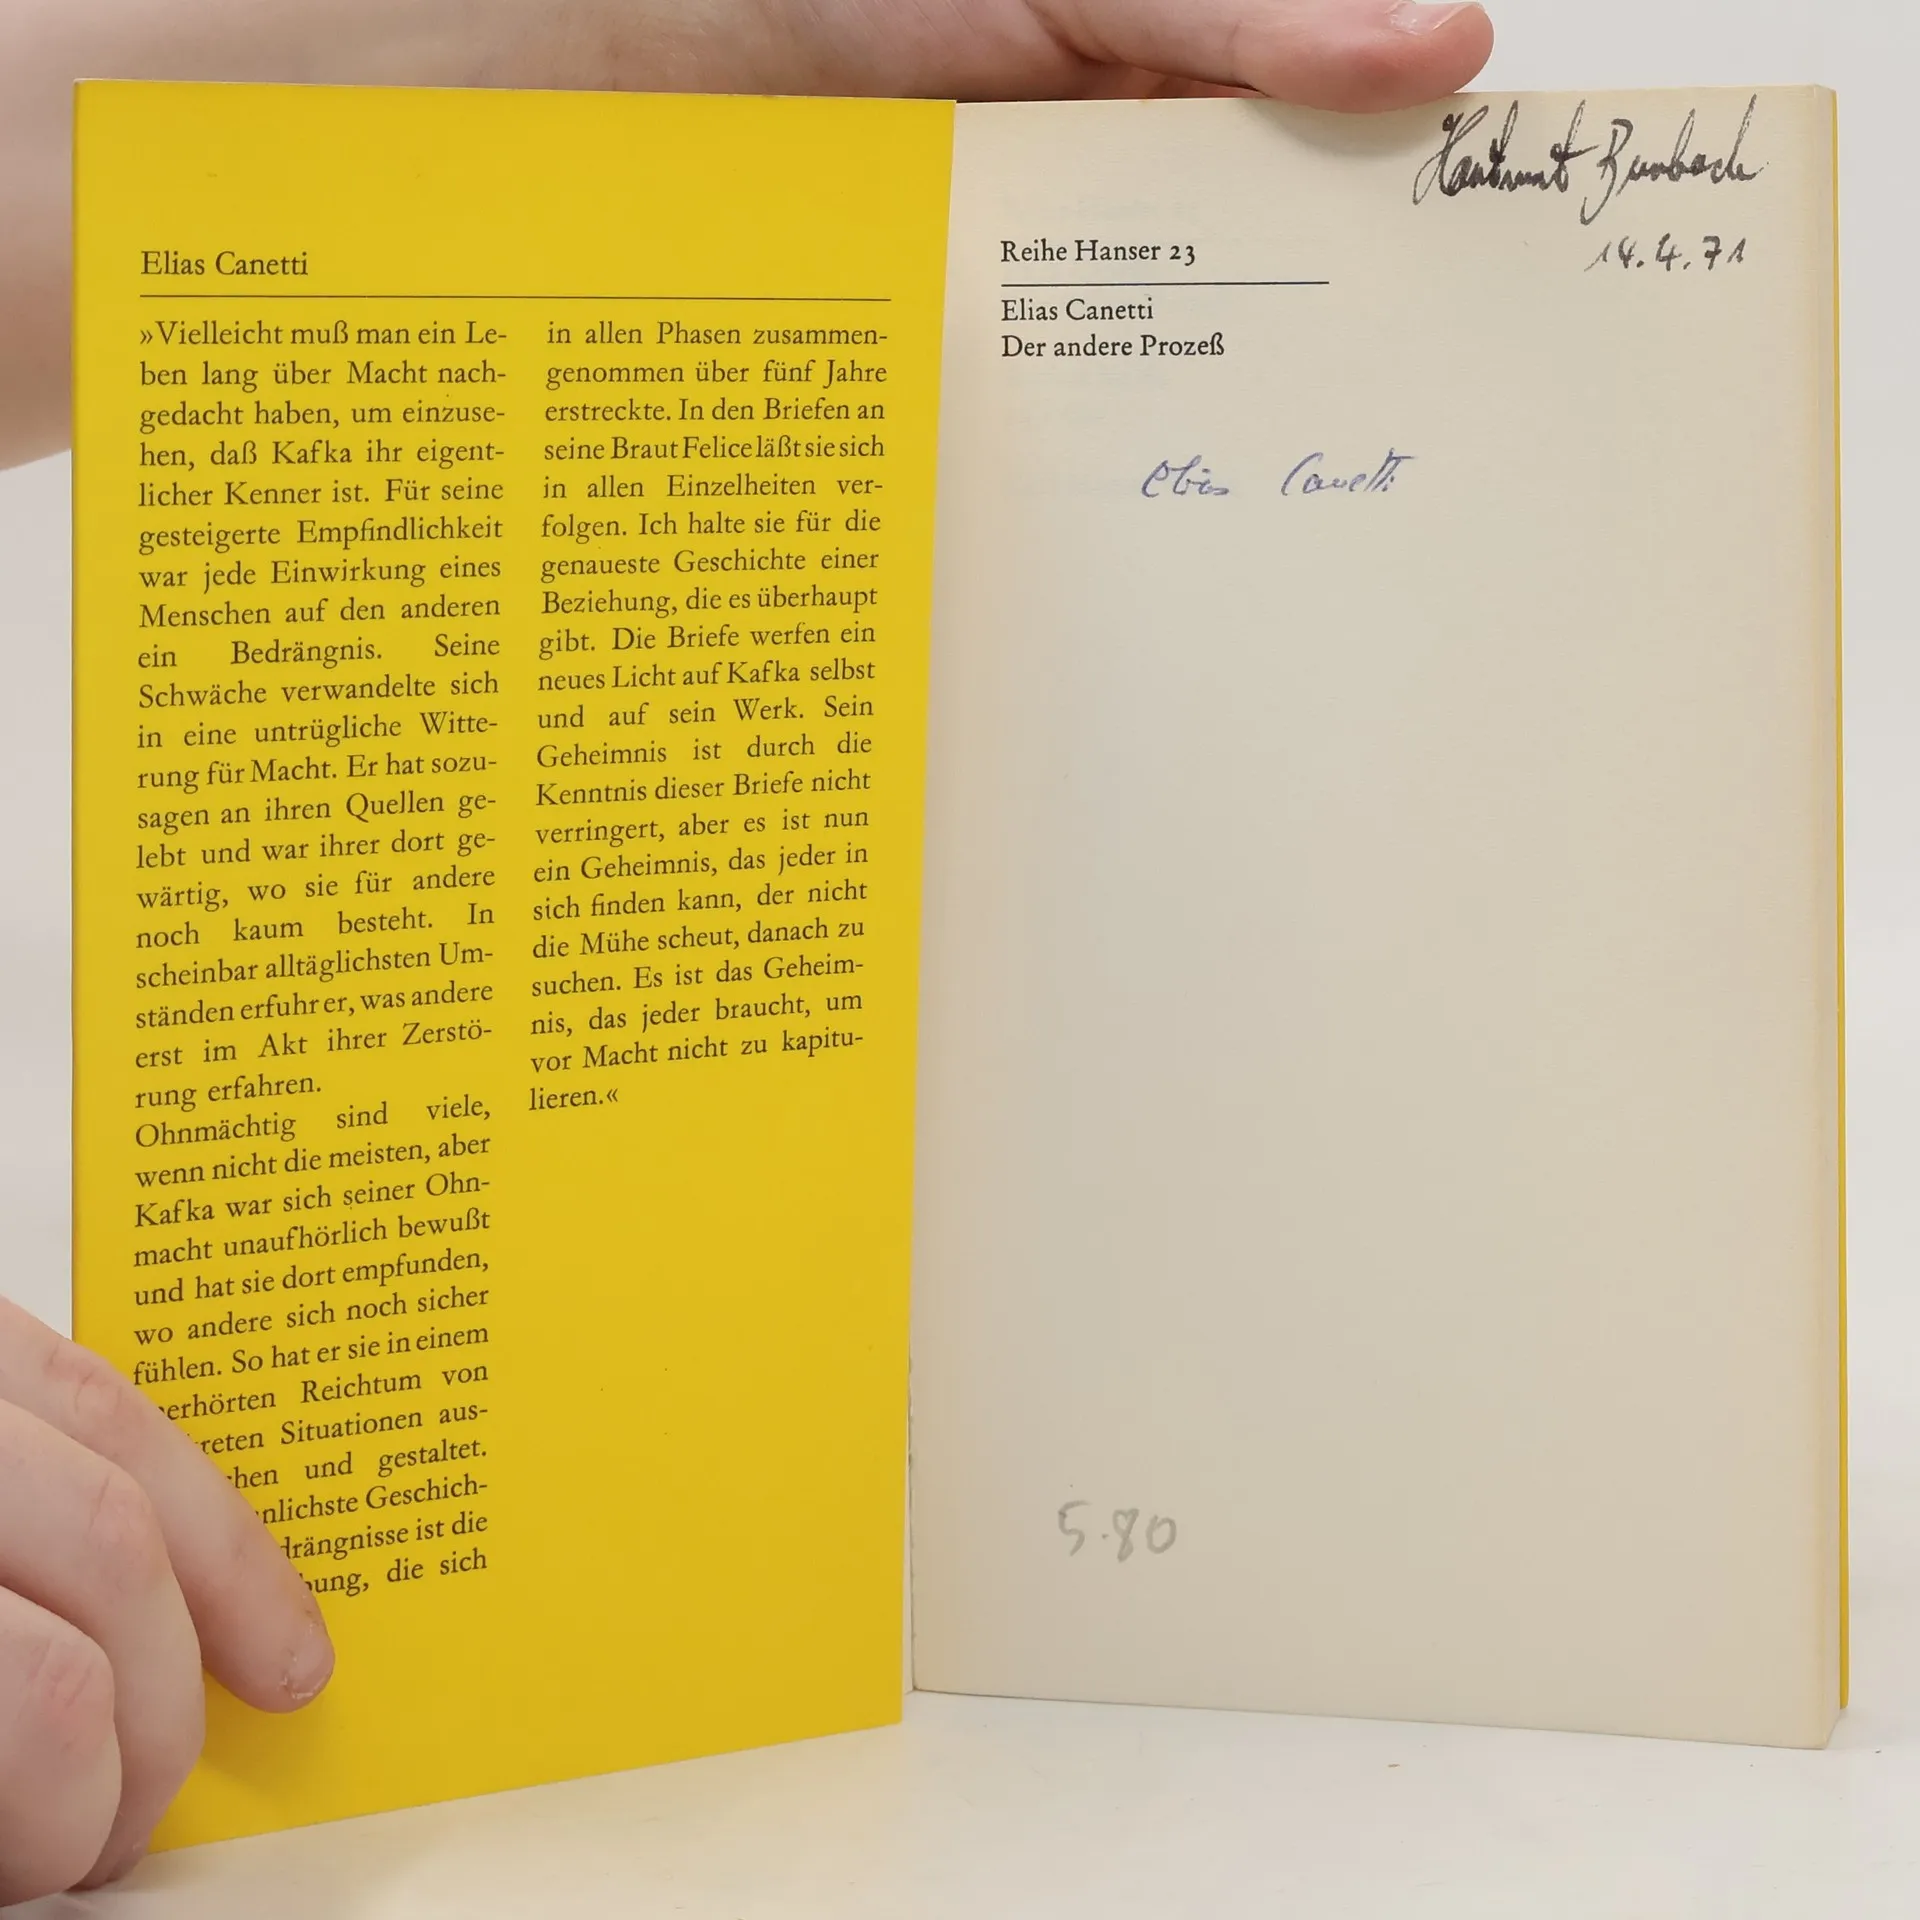 Elias Canetti
»Vielleicht muß man ein Le-
ben lang über Macht nach-
gedacht haben, um einzuse-
hen, daß Kafka ihr eigent-
licher Kenner ist. Für seine
gesteigerte Empfindlichkeit
war jede Einwirkung eines
Menschen auf den anderen
ein Bedrängnis. Seine
Schwäche verwandelte sich
in eine untrügliche Witte-
rung für Macht. Er hat sozu-
sagen an ihren Quellen ge-
lebt und war ihrer dort ge-
wärtig, wo sie für andere
noch kaum besteht. In
scheinbar alltäglichsten Um-
ständen erfuhr er, was andere
erst im Akt ihrer Zerstö-
rung erfahren.
Ohnmächtig sind viele,
wenn nicht die meisten, aber
Kafka war sich seiner Ohn-
macht unaufhörlich bewußt
und hat sie dort empfunden,
wo andere sich noch sicher
fühlen. So hat er sie in einem
erhörten Reichtum von
kreten Situationen aus-
chen und gestaltet.
nlichste Geschich-
drängnisse ist die
bung, die sich
in allen Phasen zusammen-
genommen über fünf Jahre
erstreckte. In den Briefen an
seine Braut Felice läßt sie sich
in allen Einzelheiten ver-
folgen. Ich halte sie für die
genaueste Geschichte einer
Beziehung, die es überhaupt
gibt. Die Briefe werfen ein
neues Licht auf Kafka selbst
und auf sein Werk. Sein
Geheimnis ist durch die
Kenntnis dieser Briefe nicht
verringert, aber es ist nun
ein Geheimnis, das jeder in
sich finden kann, der nicht
die Mühe scheut, danach zu
suchen. Es ist das Geheim-
nis, das jeder braucht, um
vor Macht nicht zu kapitu-
lieren.«
Hartmut
14.4.71
Reihe Hanser 23
Elias Canetti
Der andere Prozeß
Elias Canetti
5.80